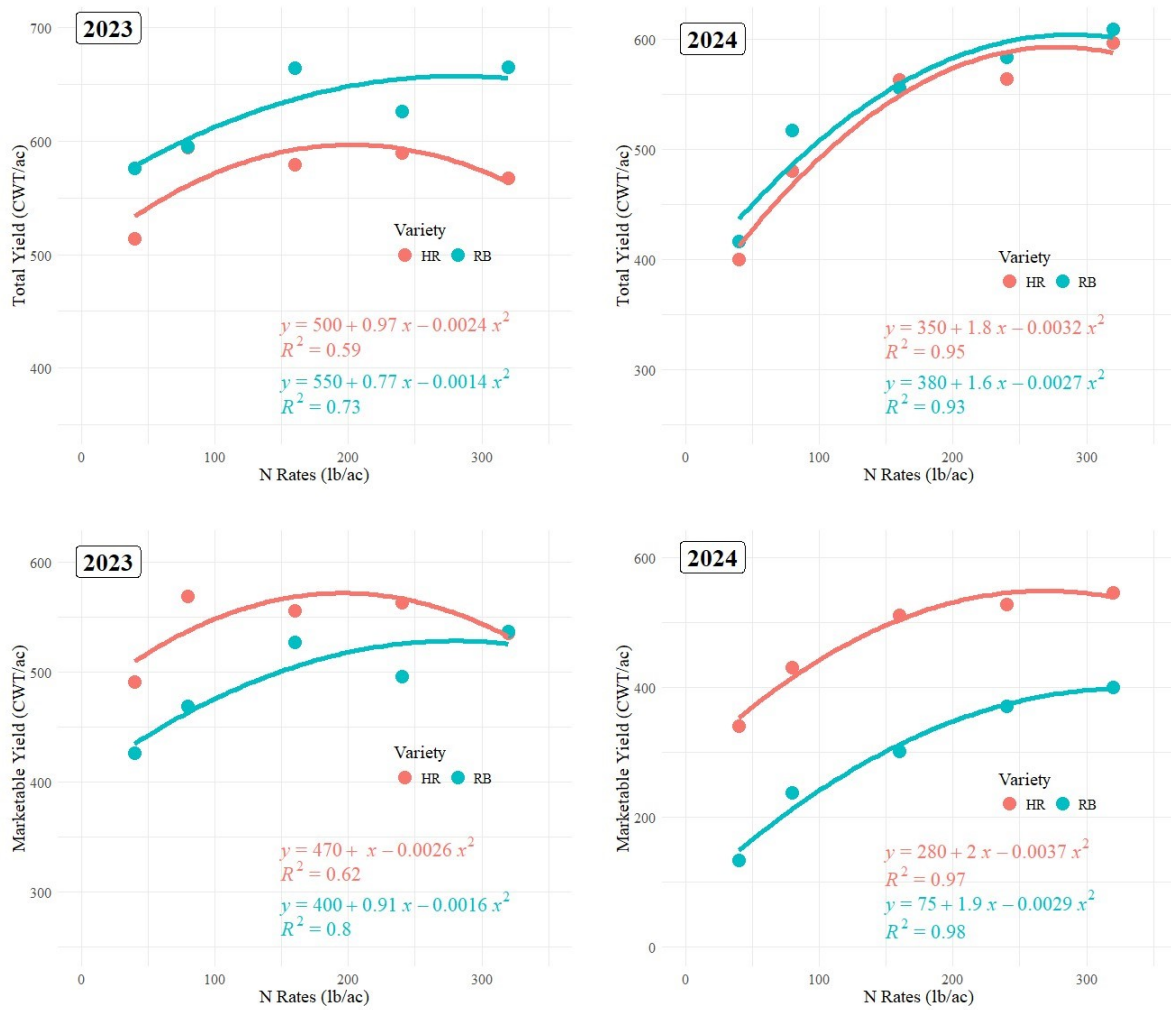 2023
700
600
500
400
Total Yield (CWT/ac)
Variety
HR RB
y = 500 + 0.97 x − 0.0024 x²
R² = 0.59
y = 550 + 0.77 x − 0.0014 x²
R² = 0.73
0 100 200 300
N Rates (lb/ac)
2024
600
500
400
300
Total Yield (CWT/ac)
Variety
HR RB
y = 350 + 1.8 x − 0.0032 x²
R² = 0.95
y = 380 + 1.6 x − 0.0027 x²
R² = 0.93
0 100 200 300
N Rates (lb/ac)
2023
600
500
400
300
Marketable Yield (CWT/ac)
Variety
HR RB
y = 470 + x − 0.0026 x²
R² = 0.62
y = 400 + 0.91 x − 0.0016 x²
R² = 0.8
0 100 200 300
N Rates (lb/ac)
2024
600
400
200
0
Marketable Yield (CWT/ac)
Variety
HR RB
y = 280 + 2 x − 0.0037 x²
R² = 0.97
y = 75 + 1.9 x − 0.0029 x²
R² = 0.98
0 100 200 300
N Rates (lb/ac)